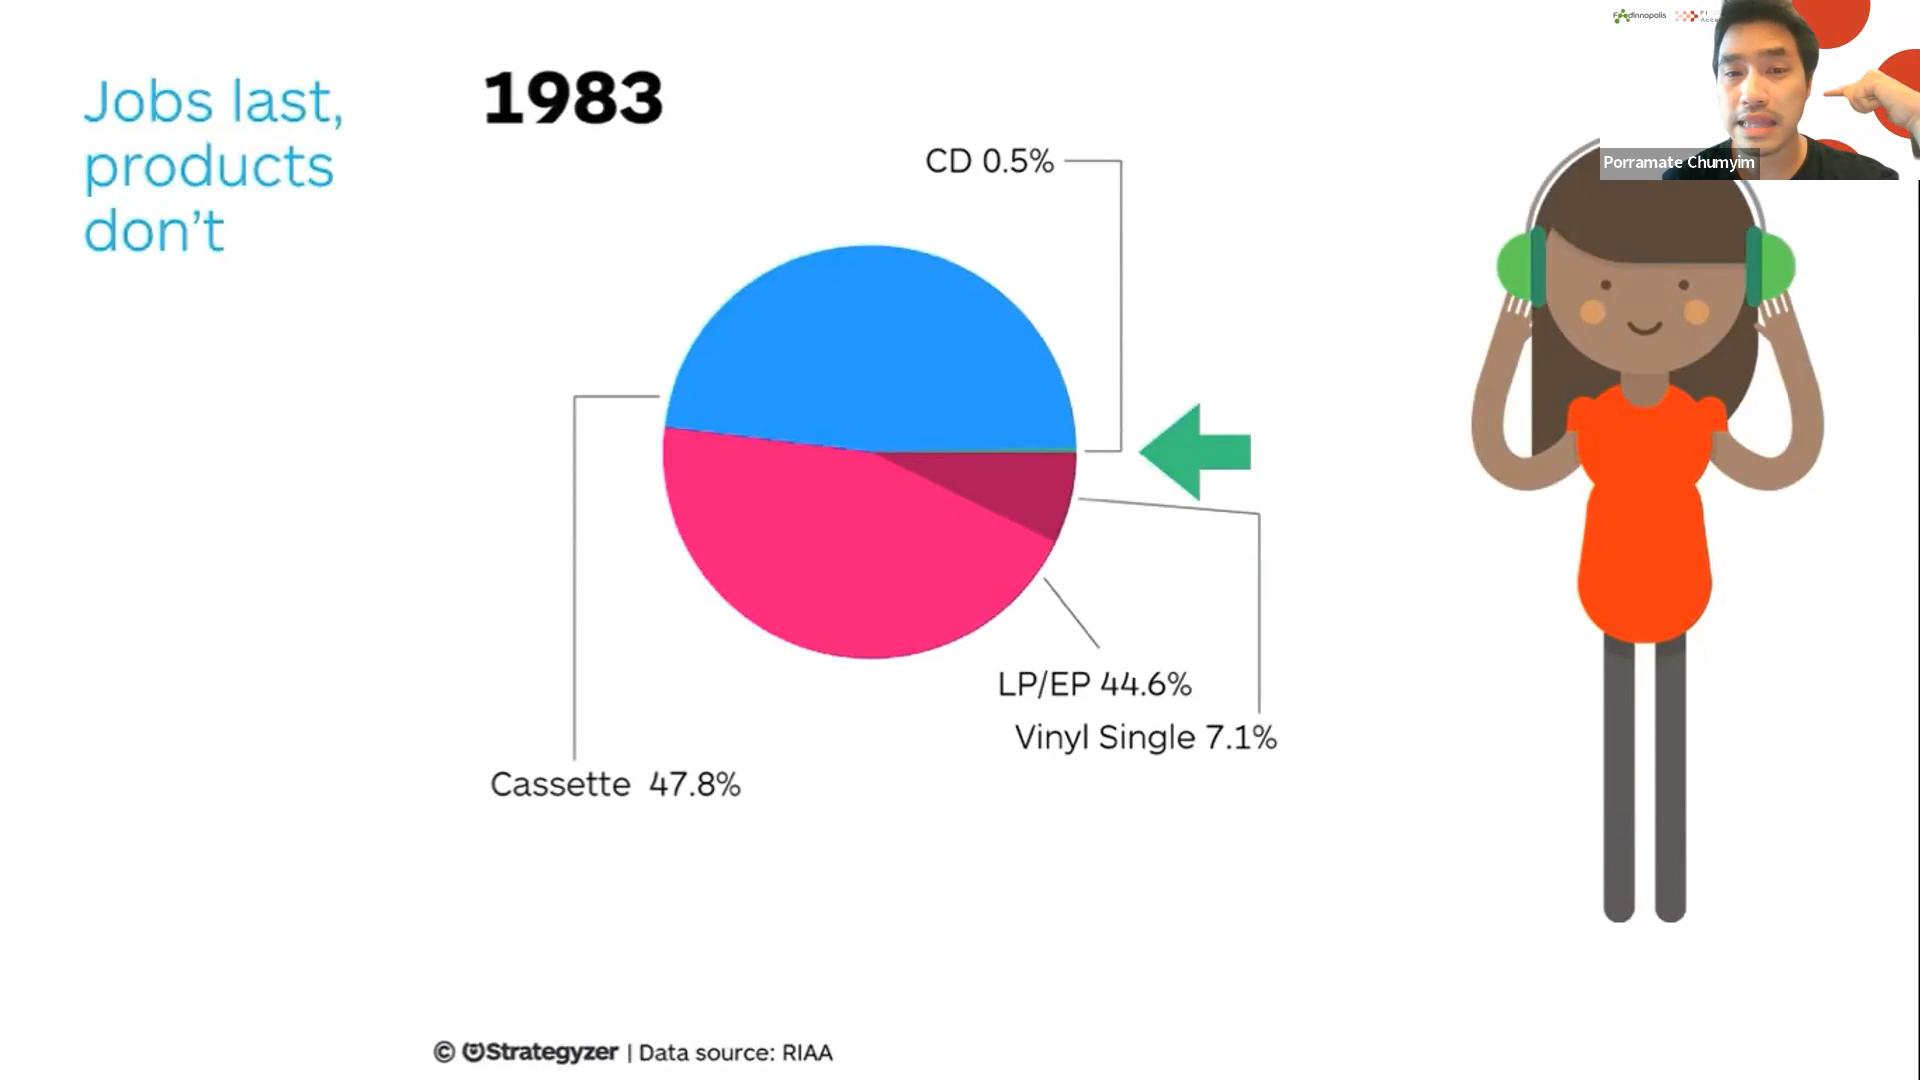 Jobs last,
products
don't
1983
CD 0.5%
LP/EP 44.6%
Vinyl Single 7.1%
Cassette 47.8%
© Strategyzer | Data source: RIAA
FoodInnopolis
Porramate Chumyim